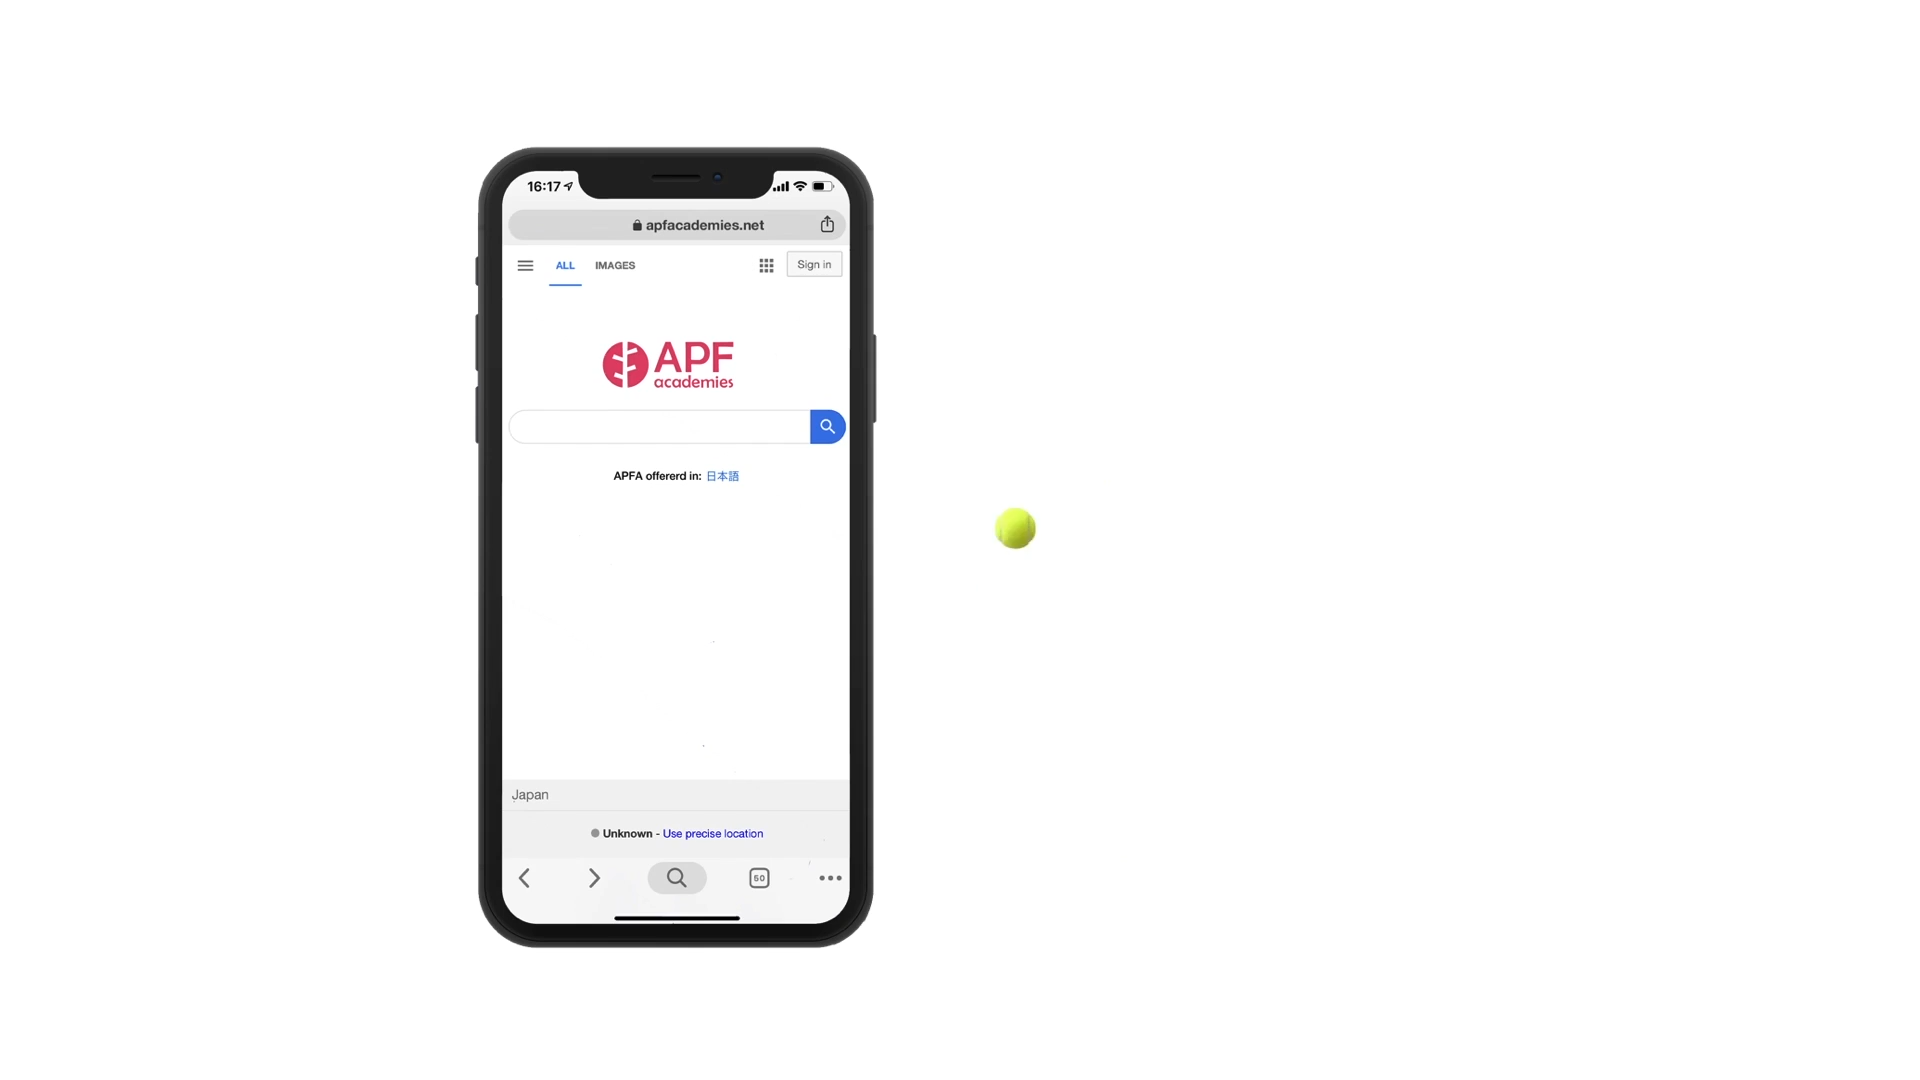 16:17
apfacademies.net
ALL IMAGES Sign in
APF
academies
APFA offererd in: 日本語
Japan
Unknown - Use precise location
50